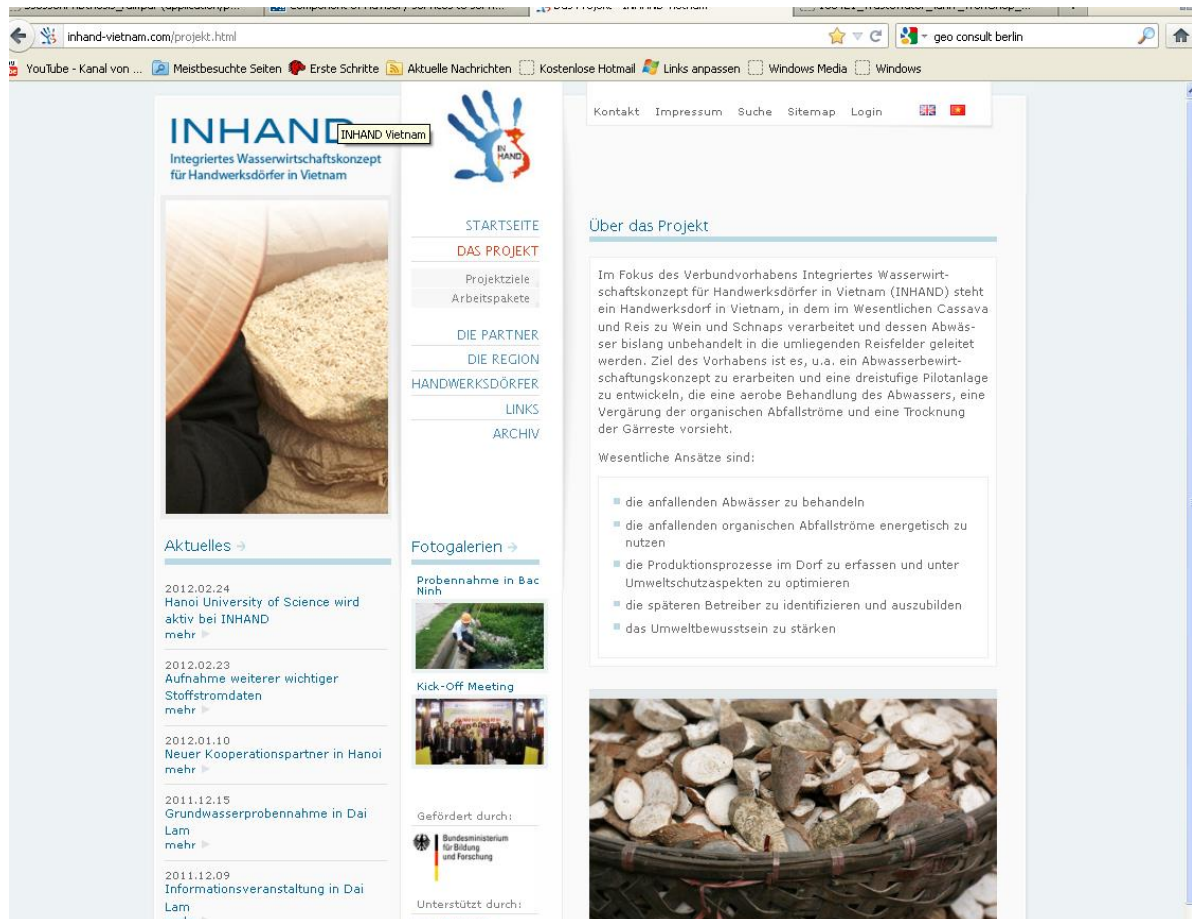 inhand-vietnam.com/projekt.html
geo consult berlin
YouTube - Kanal von ...
Meistbesuchte Seiten
Erste Schritte
Aktuelle Nachrichten
Kostenlose Hotmail
Links anpassen
Windows Media
Windows
INHAND
INHAND Vietnam
Integriertes Wasserwirtschaftskonzept
für Handwerksdörfer in Vietnam
IN
HAND
Kontakt Impressum Suche Sitemap Login
STARTSEITE
DAS PROJEKT
Projektziele
Arbeitspakete
DIE PARTNER
DIE REGION
HANDWERKSDÖRFER
LINKS
ARCHIV
Über das Projekt
Im Fokus des Verbundvorhabens Integriertes Wasserwirt-
schaftskonzept für Handwerksdörfer in Vietnam (INHAND) steht
ein Handwerksdorf in Vietnam, in dem im Wesentlichen Cassava
und Reis zu Wein und Schnaps verarbeitet und dessen Abwäs-
ser bislang unbehandelt in die umliegenden Reisfelder geleitet
werden. Ziel des Vorhabens ist es, u.a. ein Abwasserbewirt-
schaftungskonzept zu erarbeiten und eine dreistufige Pilotanlage
zu entwickeln, die eine aerobe Behandlung des Abwassers, eine
Vergärung der organischen Abfallströme und eine Trocknung
der Gärreste vorsieht.
Wesentliche Ansätze sind:
die anfallenden Abwässer zu behandeln
die anfallenden organischen Abfallströme energetisch zu
nutzen
die Produktionsprozesse im Dorf zu erfassen und unter
Umweltschutzaspekten zu optimieren
die späteren Betreiber zu identifizieren und auszubilden
das Umweltbewusstsein zu stärken
Aktuelles
2012.02.24
Hanoi University of Science wird
aktiv bei INHAND
mehr
2012.02.23
Aufnahme weiterer wichtiger
Stoffstromdaten
mehr
2012.01.10
Neuer Kooperationspartner in Hanoi
mehr
2011.12.15
Grundwasserprobennahme in Dai
Lam
mehr
2011.12.09
Informationsveranstaltung in Dai
Lam
Fotogalerien
Probennahme in Bac
Ninh
Kick-Off Meeting
Gefördert durch:
Bundesministerium
für Bildung
und Forschung
Unterstützt durch: